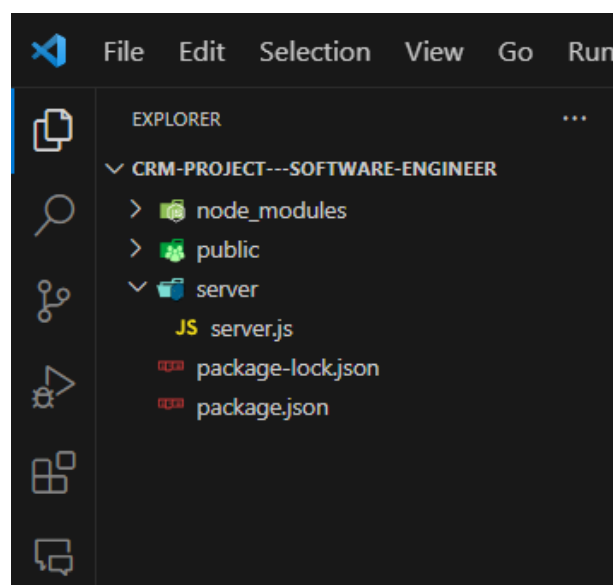 File Edit Selection View Go Run
EXPLORER ...
CRM-PROJECT---SOFTWARE-ENGINEER
node_modules
public
server
JS server.js
package-lock.json
package.json